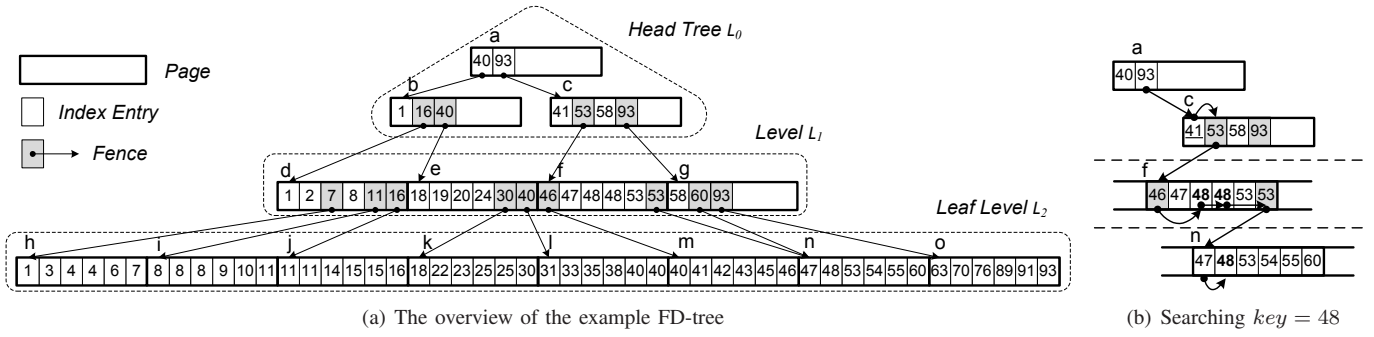 Head Tree L₀
a
40 93
Page
b
1 16 40
c
41 53 58 93
Index Entry
Fence
Level L₁
d e f g
1 2 7 8 11 16 18 19 20 24 30 40 46 47 48 48 53 53 58 60 93
Leaf Level L₂
h i j k l m n o
1 3 4 4 6 7 8 8 8 9 10 11 11 11 14 15 15 16 18 22 23 25 25 30 31 33 35 38 40 40 40 41 42 43 45 46 47 48 53 54 55 60 63 70 76 89 91 93
(a) The overview of the example FD-tree
a
40 93
c
41 53 58 93
f
46 47 48 48 53 53
n
47 48 53 54 55 60
(b) Searching key = 48